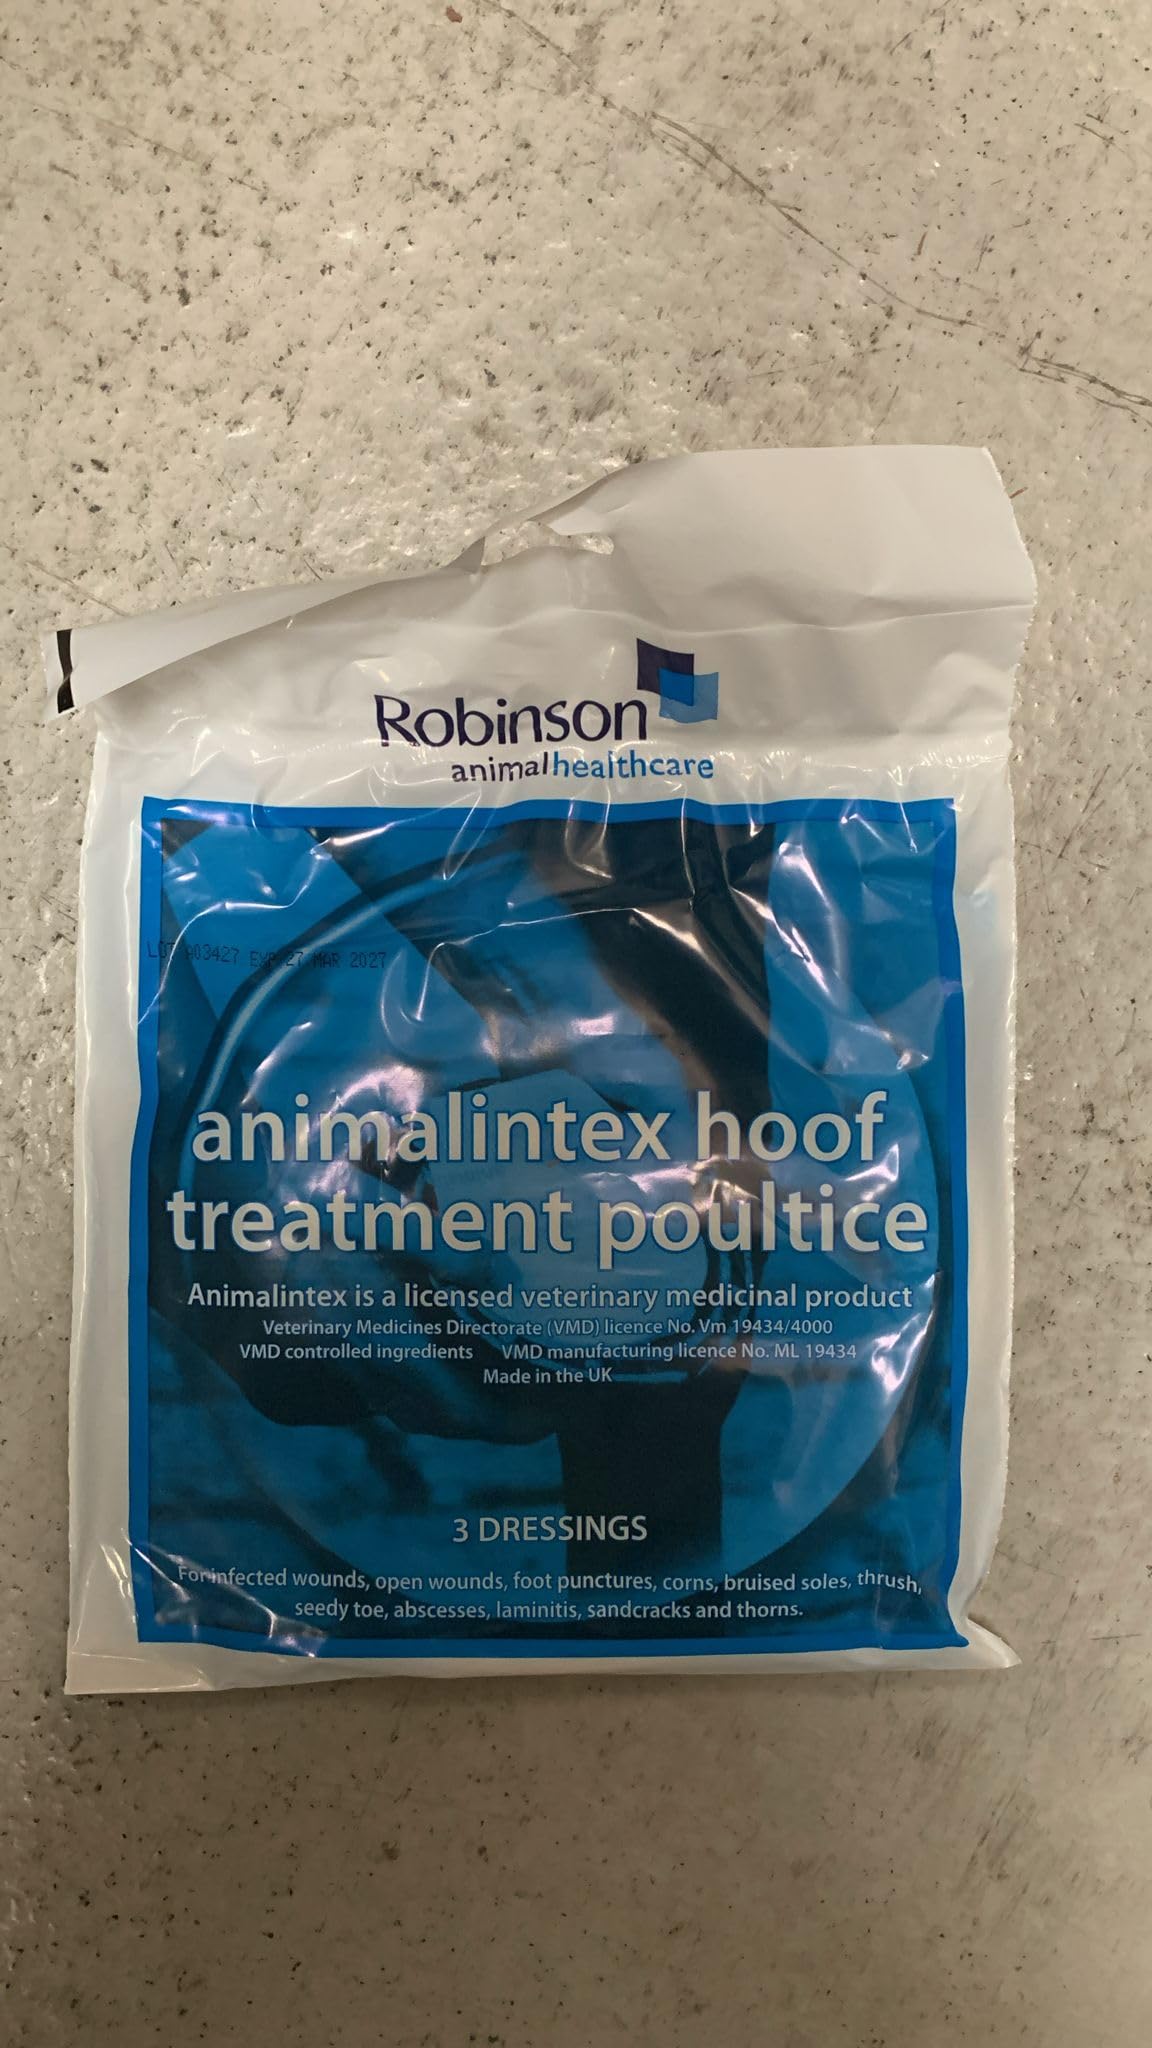 Robinson
animalhealthcare
LOT A03427 EXP 27 MAR 2027
animalintex hoof
treatment poultice
Animalintex is a licensed veterinary medicinal product
Veterinary Medicines Directorate (VMD) licence No. Vm 19434/4000
VMD controlled ingredients VMD manufacturing licence No. ML 19434
Made in the UK
3 DRESSINGS
For infected wounds, open wounds, foot punctures, corns, bruised soles, thrush,
seedy toe, abscesses, laminitis, sandcracks and thorns.